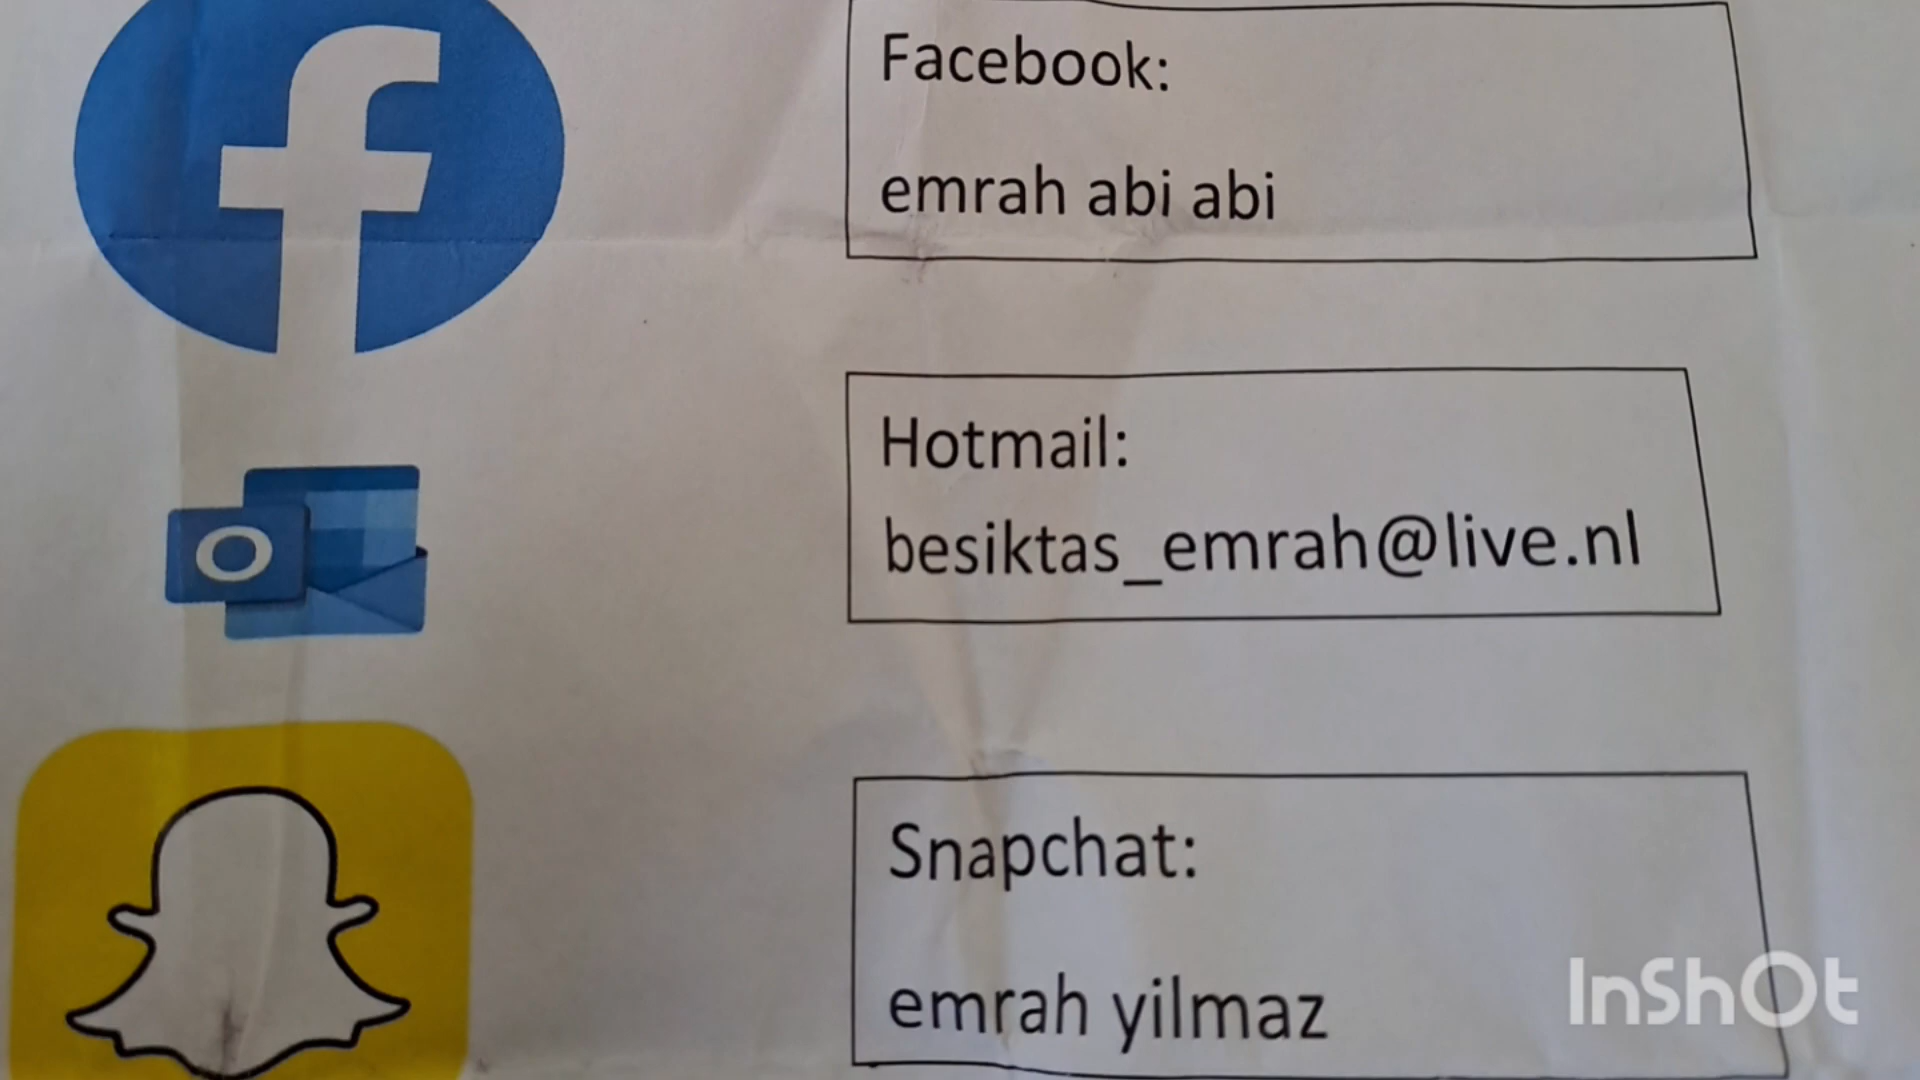 Facebook:
emrah abi abi
Hotmail:
besiktas_emrah@live.nl
Snapchat:
emrah yilmaz
InShOt